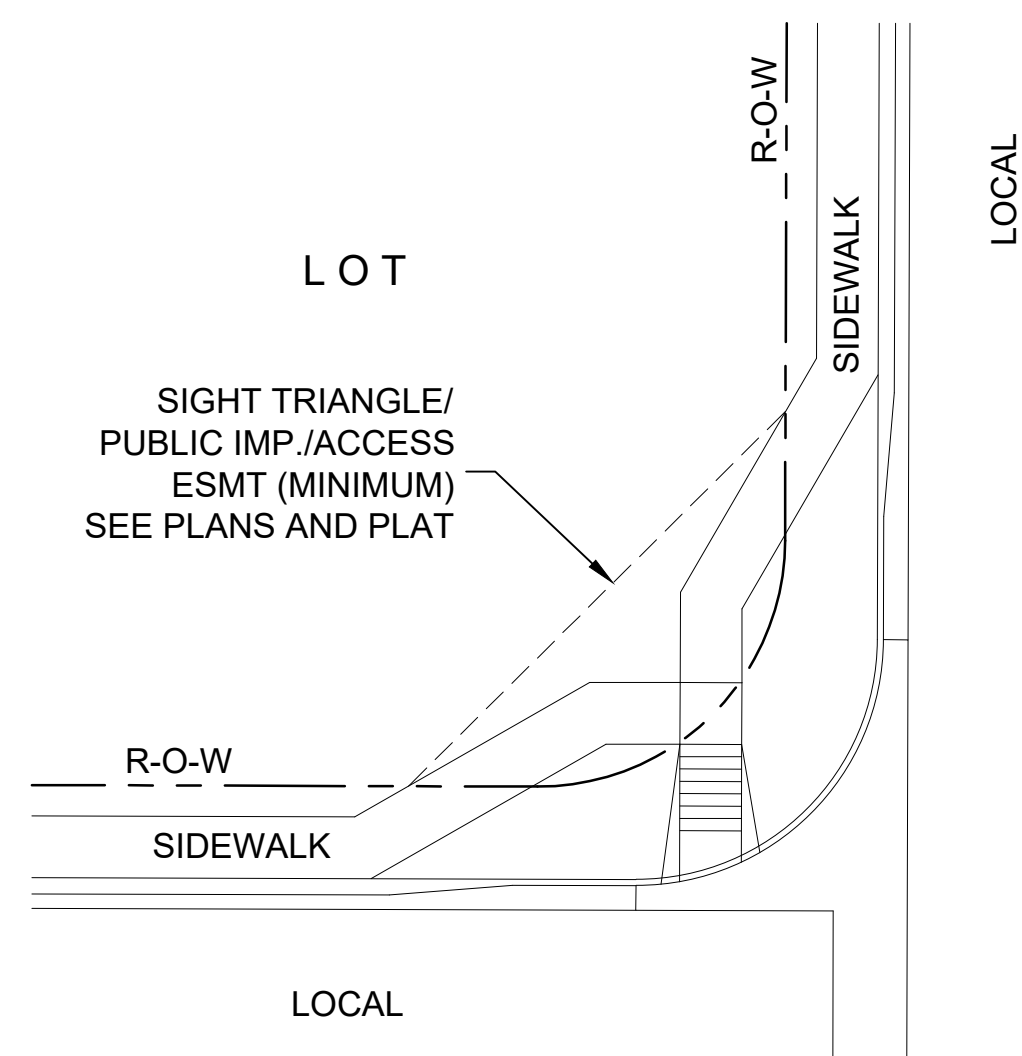 R-O-W
LOCAL
SIDEWALK
L O T
SIGHT TRIANGLE/
PUBLIC IMP./ACCESS
ESMT (MINIMUM)
SEE PLANS AND PLAT
R-O-W
SIDEWALK
LOCAL